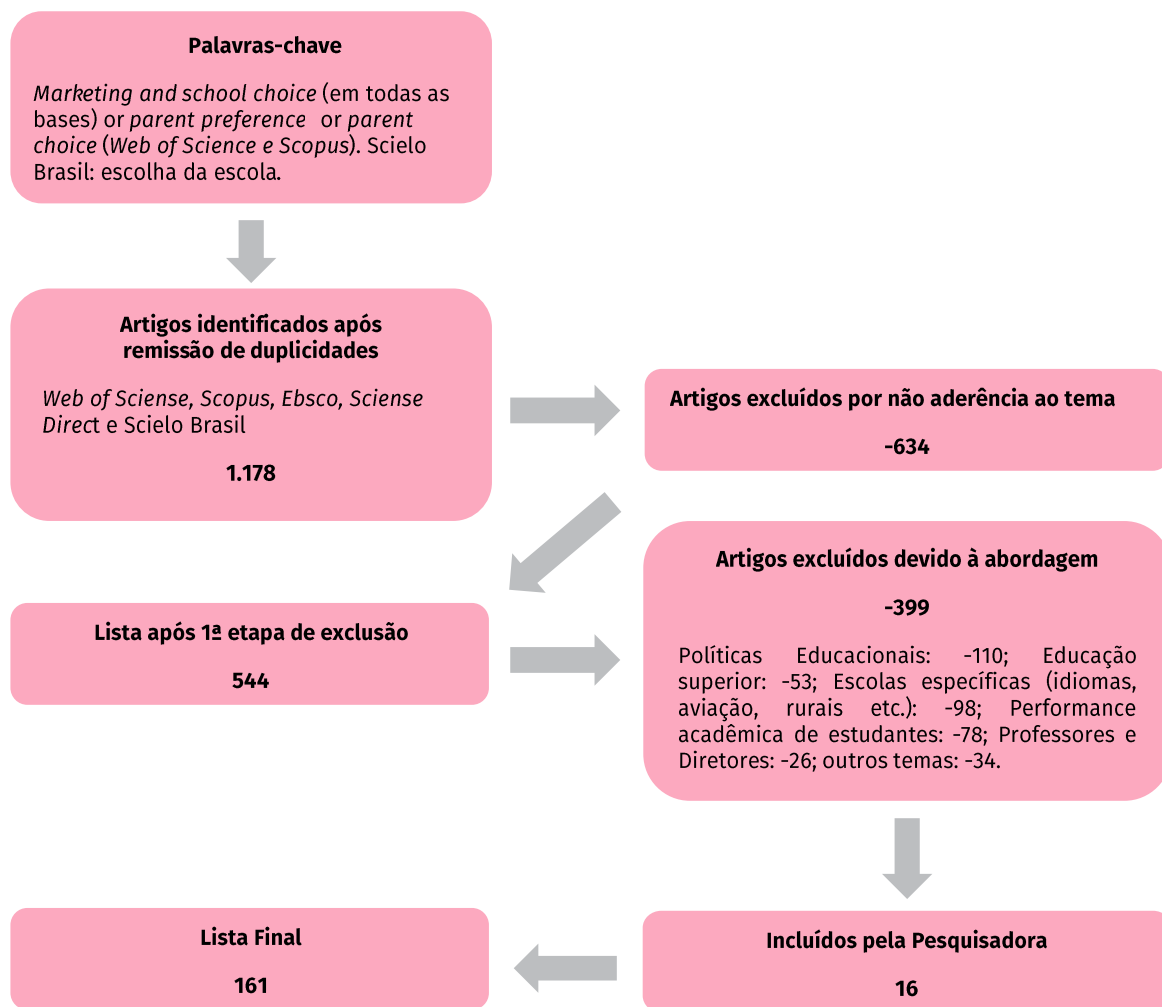 Palavras-chave
Marketing and school choice (em todas as
bases) or parent preference or parent
choice (Web of Science e Scopus). Scielo
Brasil: escolha da escola.
Artigos identificados após
remissão de duplicidades
Web of Sciense, Scopus, Ebsco, Sciense
Direct e Scielo Brasil
1.178
Artigos excluídos por não aderência ao tema
-634
Lista após 1ª etapa de exclusão
544
Artigos excluídos devido à abordagem
-399
Políticas Educacionais: -110; Educação
superior: -53; Escolas específicas (idiomas,
aviação, rurais etc.): -98; Performance
acadêmica de estudantes: -78; Professores e
Diretores: -26; outros temas: -34.
Incluídos pela Pesquisadora
16
Lista Final
161